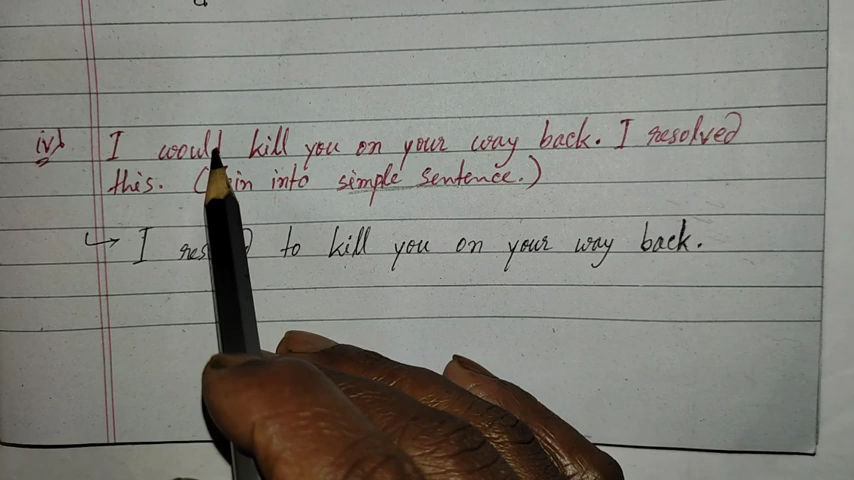 iv) I would kill you on your way back. I resolved
this. ( into simple sentence.)
↳ I to kill you on your way back.